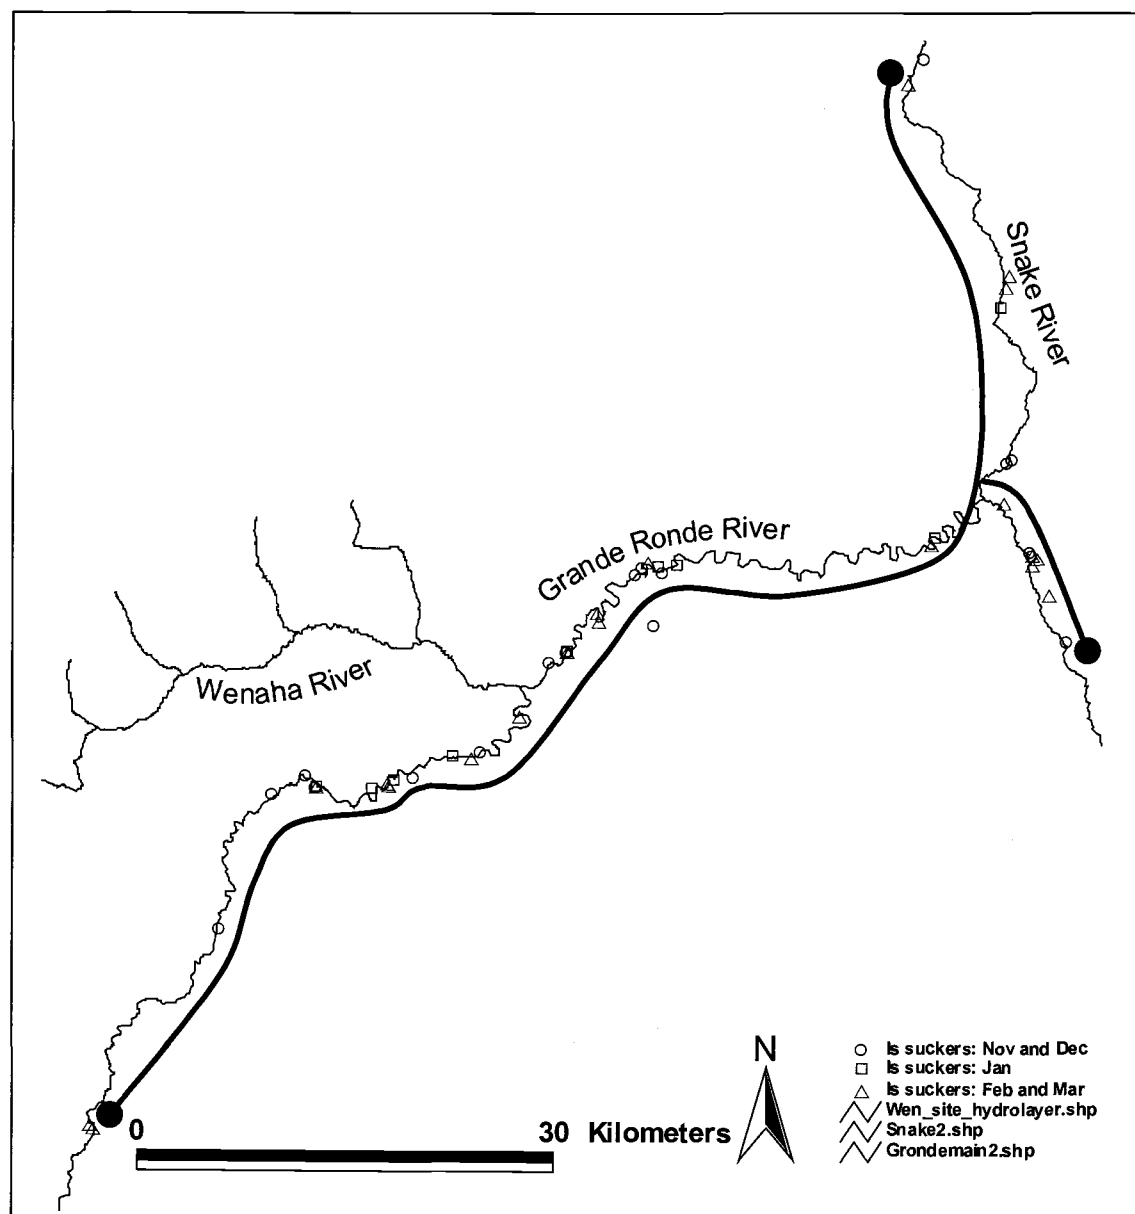 Snake River
Grande Ronde River
Wenaha River
N
0
30 Kilometers
ls suckers: Nov and Dec
ls suckers: Jan
ls suckers: Feb and Mar
Wen_site_hydrolayer.shp
Snake2.shp
Grondemain2.shp